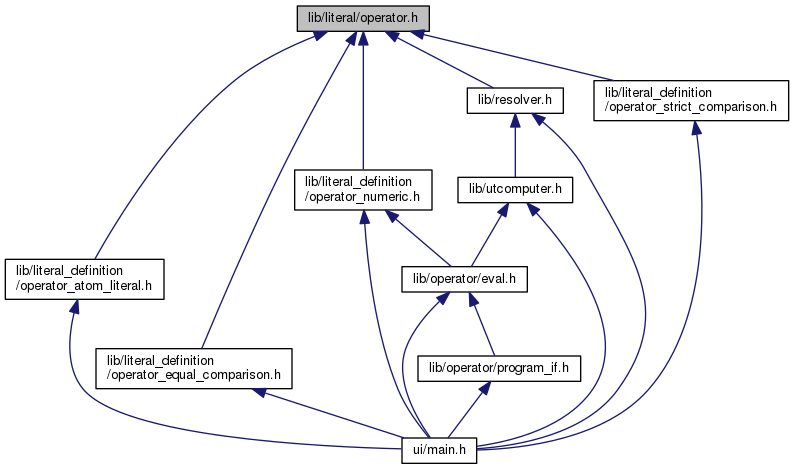 lib/literal/operator.h
lib/resolver.h
lib/literal_definition
/operator_strict_comparison.h
lib/literal_definition
/operator_numeric.h
lib/utcomputer.h
lib/literal_definition
/operator_atom_literal.h
lib/operator/eval.h
lib/literal_definition
/operator_equal_comparison.h
lib/operator/program_if.h
ui/main.h